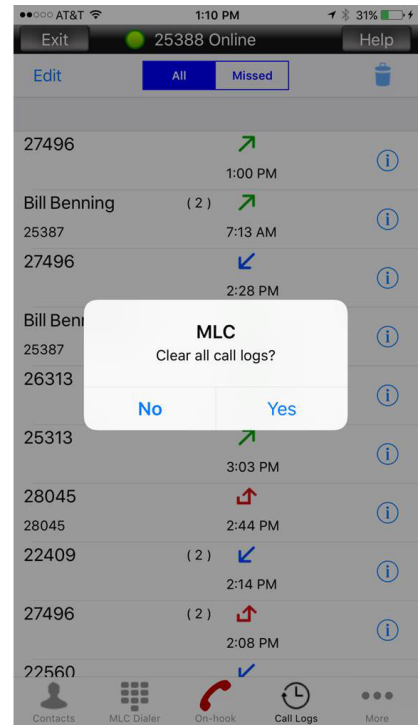 AT&T 1:10 PM 31%
Exit 25388 Online Help
Edit All Missed
27496
1:00 PM
Bill Benning (2)
25387 7:13 AM
27496
2:28 PM
Bill Ben
25387
MLC
Clear all call logs?
26313
No Yes
25313
3:03 PM
28045
28045 2:44 PM
22409 (2)
2:14 PM
27496 (2)
2:08 PM
22560
Contacts MLC Dialer On-hook Call Logs More